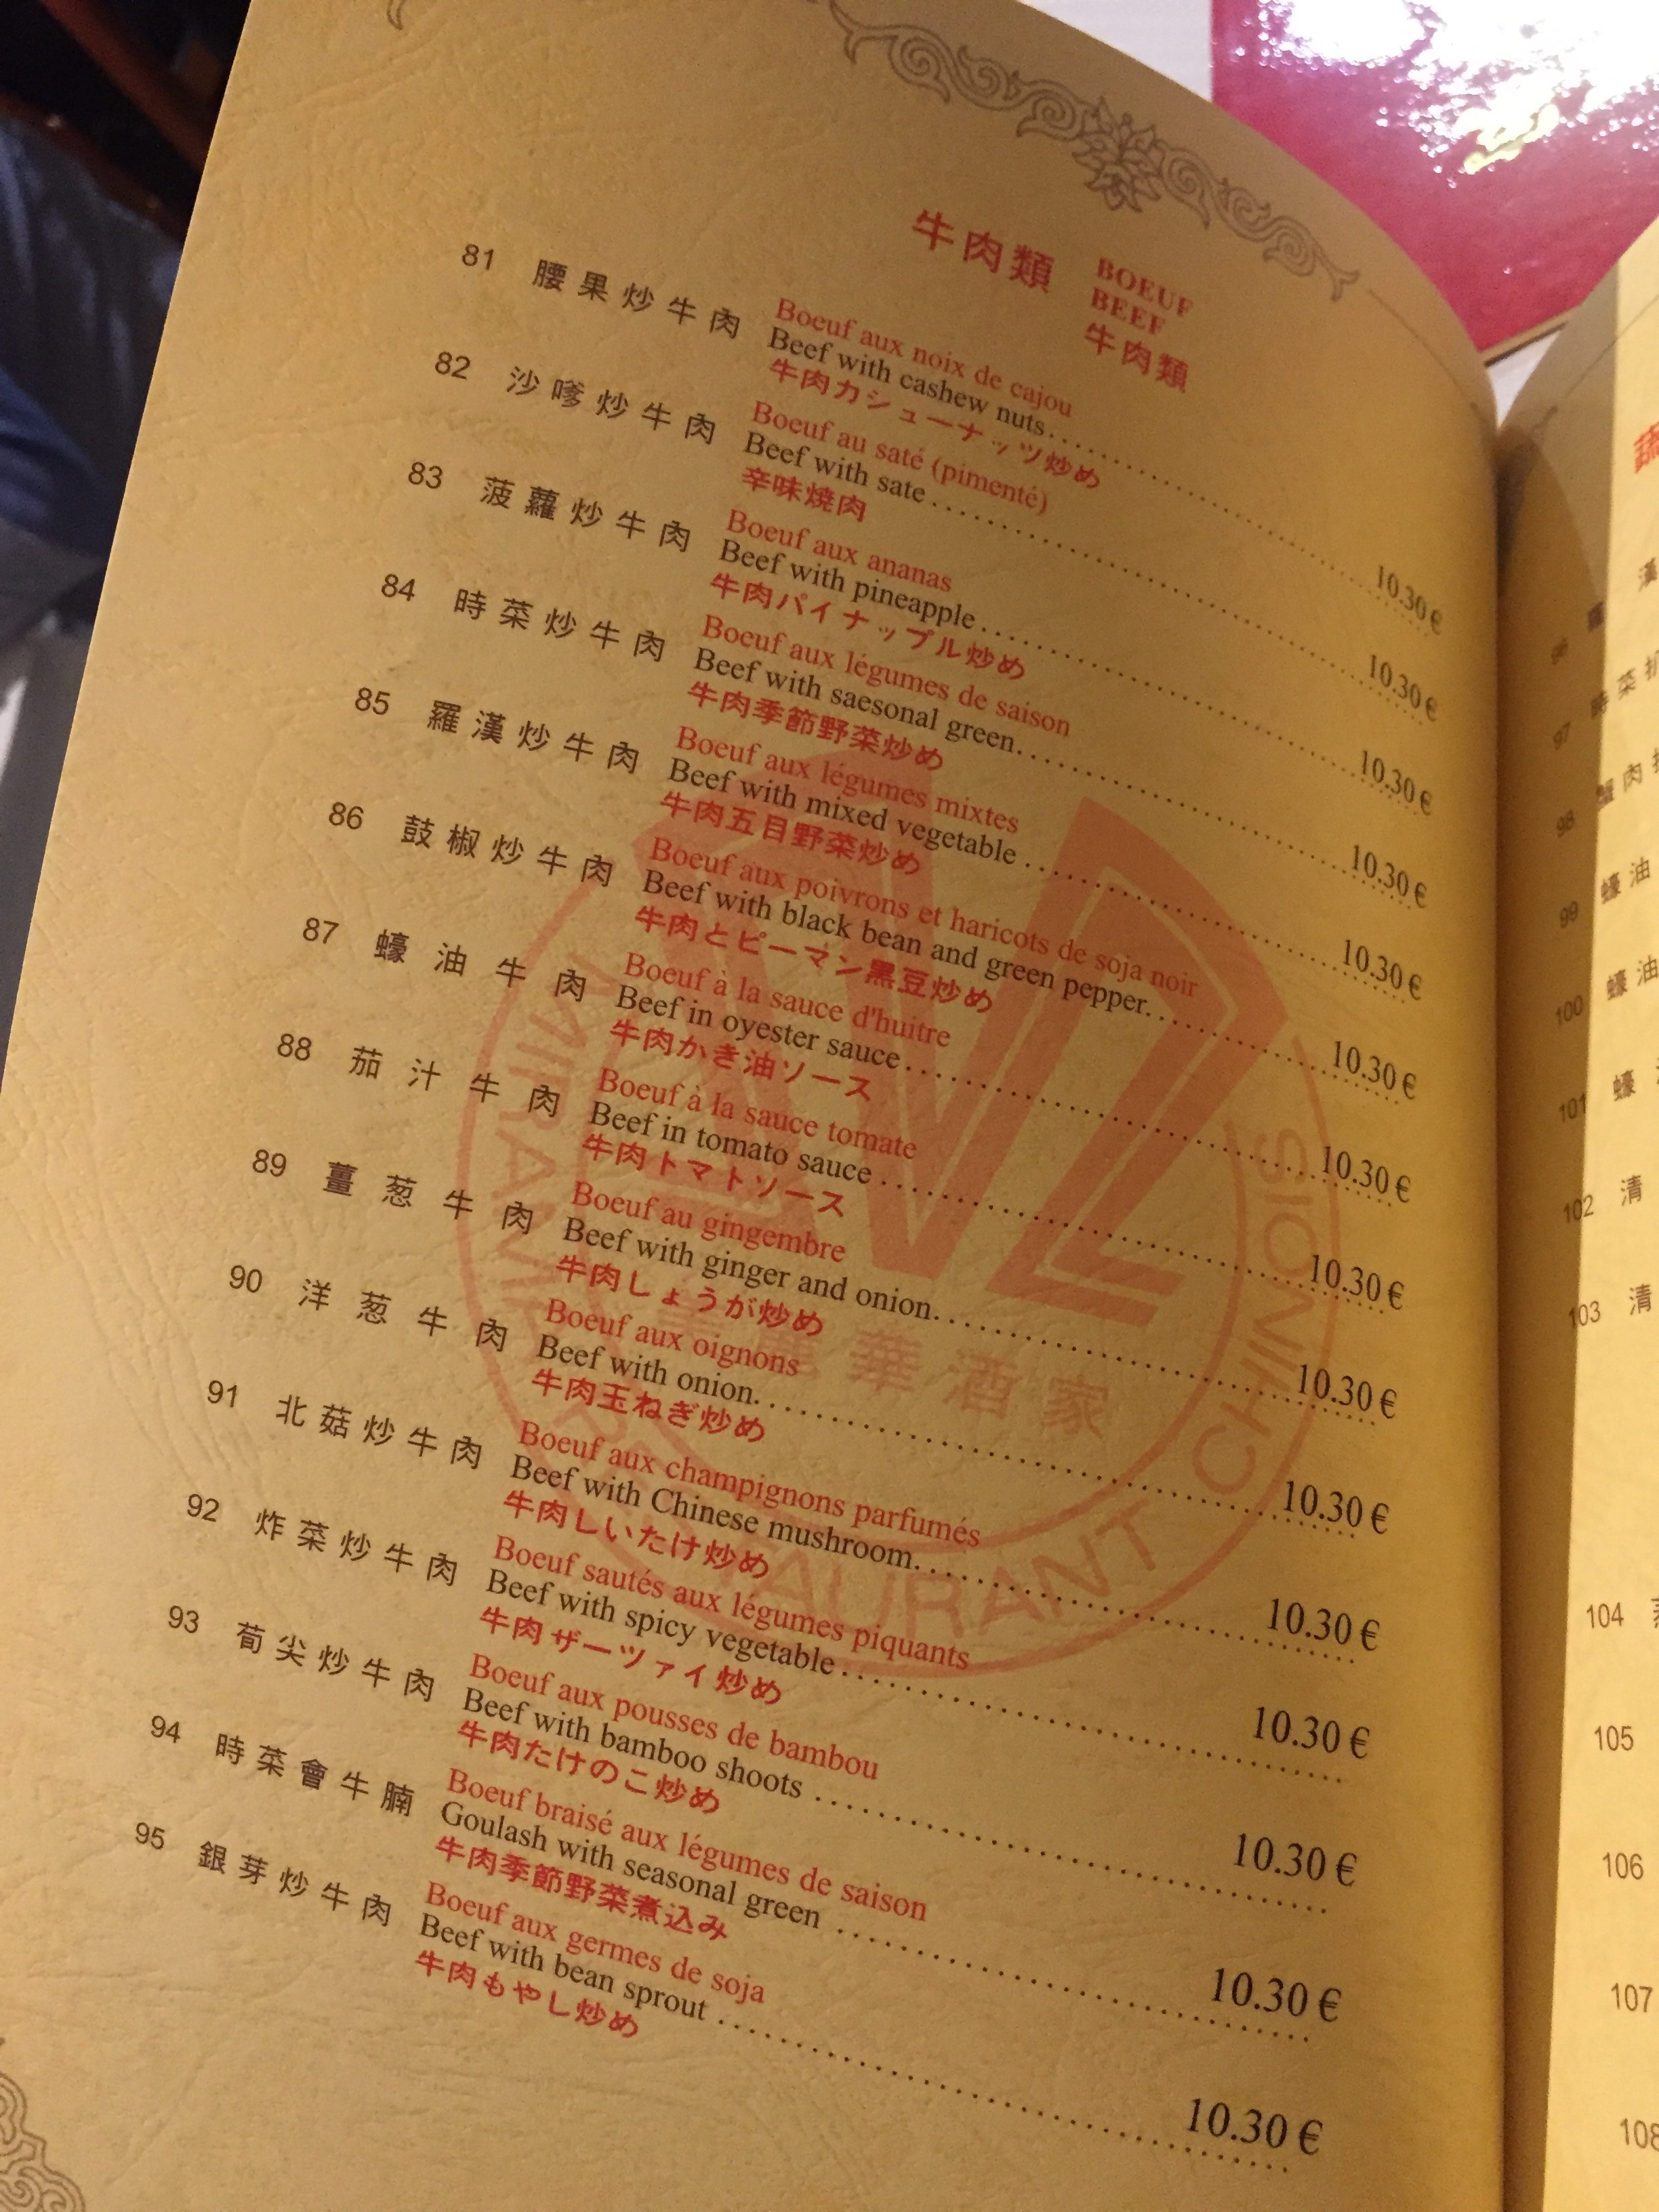 牛肉類
BOEUF
BEEF
牛肉類
81 腰果炒牛肉
Boeuf aux noix de cajou
Beef with cashew nuts 10.30 €
牛肉カシューナッツ炒め
82 沙嗲炒牛肉
Boeuf au saté (pimenté)
Beef with sate 10.30 €
辛味焼肉
83 菠蘿炒牛肉
Boeuf aux ananas
Beef with pineapple 10.30 €
牛肉パイナップル炒め
84 時菜炒牛肉
Boeuf aux légumes de saison
Beef with saesonal green 10.30 €
牛肉季節野菜炒め
85 羅漢炒牛肉
Boeuf aux légumes mixtes
Beef with mixed vegetable 10.30 €
牛肉五目野菜炒め
86 鼓椒炒牛肉
Boeuf aux poivrons et haricots de soja noir
Beef with black bean and green pepper 10.30 €
牛肉とピーマン黒豆炒め
87 蠔油牛肉
Boeuf à la sauce d'huitre
Beef in oyester sauce 10.30 €
牛肉かき油ソース
88 茄汁牛肉
Boeuf à la sauce tomate
Beef in tomato sauce 10.30 €
牛肉トマトソース
89 薑葱牛肉
Boeuf au gingembre
Beef with ginger and onion 10.30 €
牛肉しょうが炒め
90 洋葱牛肉
Boeuf aux oignons
Beef with onion 10.30 €
牛肉玉ねぎ炒め
91 北菇炒牛肉
Boeuf aux champignons parfumés
Beef with Chinese mushroom 10.30 €
牛肉しいたけ炒め
92 炸菜炒牛肉
Boeuf sautés aux légumes piquants
Beef with spicy vegetable 10.30 €
牛肉ザーツァイ炒め
93 荀尖炒牛肉
Boeuf aux pousses de bambou
Beef with bamboo shoots 10.30 €
牛肉たけのこ炒め
94 時菜會牛腩
Boeuf braisé aux légumes de saison
Goulash with seasonal green 10.30 €
牛肉季節野菜煮込み
95 銀芽炒牛肉
Boeuf aux germes de soja
Beef with bean sprout 10.30 €
牛肉もやし炒め
華酒家
CHINOIS
96
97 時菜
98 蟹肉
99 蠔油
100 蠔油
101 蠔
102 清
103 清
104
105
106
107
108